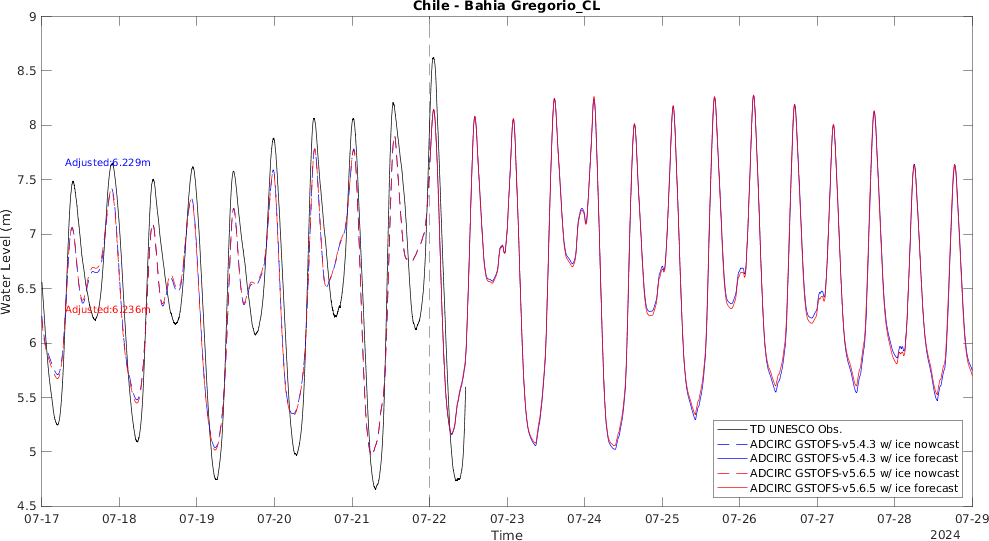 Chile - Bahia Gregorio_CL
Water Level (m)
9
8.5
8
7.5
7
6.5
6
5.5
5
4.5
Adjusted:6.229m
Adjusted:6.236m
TD UNESCO Obs.
ADCIRC GSTOFS-v5.4.3 w/ ice nowcast
ADCIRC GSTOFS-v5.4.3 w/ ice forecast
ADCIRC GSTOFS-v5.6.5 w/ ice nowcast
ADCIRC GSTOFS-v5.6.5 w/ ice forecast
07-17 07-18 07-19 07-20 07-21 07-22 07-23 07-24 07-25 07-26 07-27 07-28 07-29
Time
2024